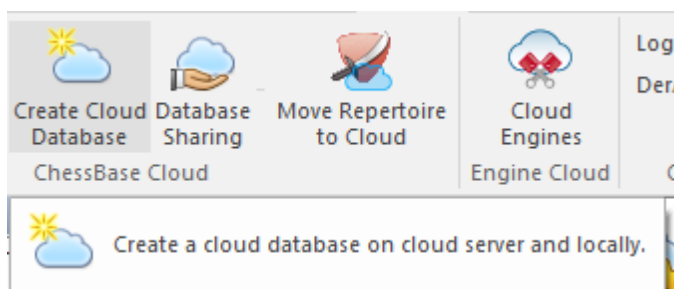 Create Cloud Database
Database Sharing
Move Repertoire to Cloud
Cloud Engines
ChessBase Cloud
Engine Cloud
Create a cloud database on cloud server and locally.